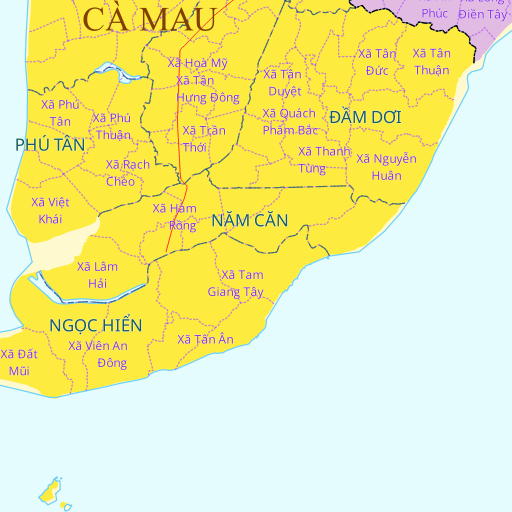 CÀ MAU
Phúc
Xã Long
Điền Tây
Xã Hoà Mỹ
Xã Tân
Hưng Đông
Xã Tân
Duyệt
Xã Tân
Đức
Xã Tân
Thuận
Xã Phú
Tân
Xã Phú
Thuận
Xã Quách
Phẩm Bắc
ĐẦM DƠI
Xã Trần
Thới
PHÚ TÂN
Xã Rạch
Chèo
Xã Thanh
Tùng
Xã Nguyễn
Huân
Xã Việt
Khái
Xã Hàm
Rồng
NĂM CĂN
Xã Lâm
Hải
Xã Tam
Giang Tây
NGỌC HIỂN
Xã Viên An
Đông
Xã Tân Ân
Xã Đất
Mũi